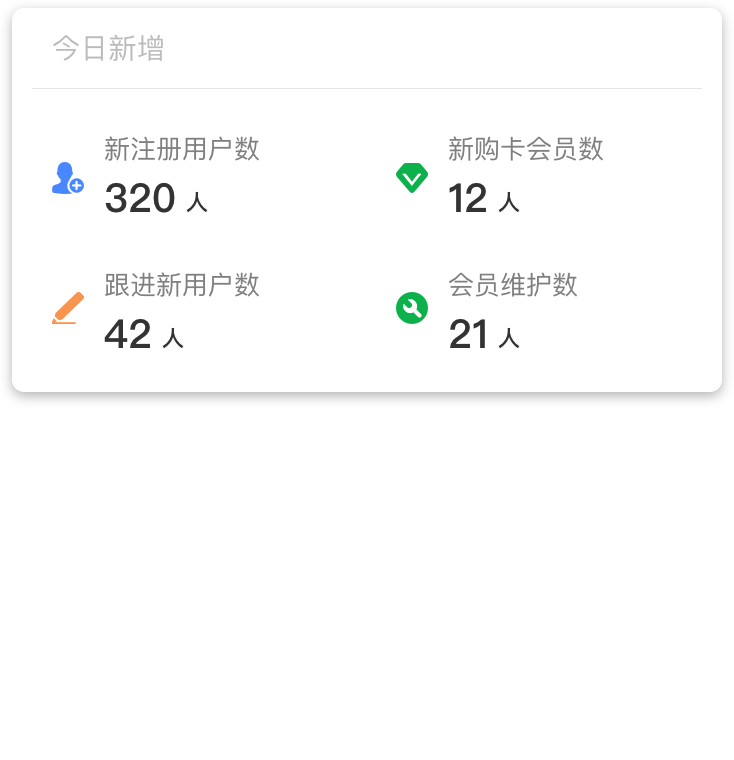 今日新增
新注册用户数
320 人
新购卡会员数
12 人
跟进新用户数
42 人
会员维护数
21 人